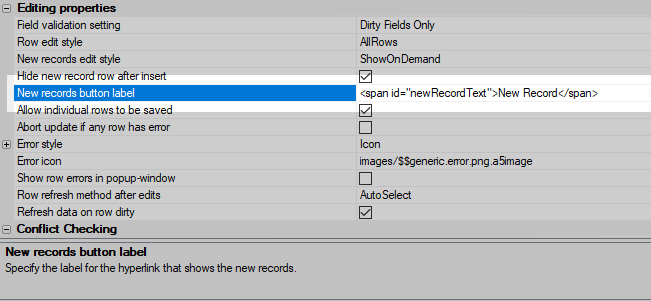 Editing properties
Field validation setting Dirty Fields Only
Row edit style AllRows
New records edit style ShowOnDemand
Hide new record row after insert
New records button label <span id="newRecordText">New Record</span>
Allow individual rows to be saved
Abort update if any row has error
Error style Icon
Error icon images/$$generic.error.png.a5image
Show row errors in popup-window
Row refresh method after edits AutoSelect
Refresh data on row dirty
Conflict Checking
New records button label
Specify the label for the hyperlink that shows the new records.